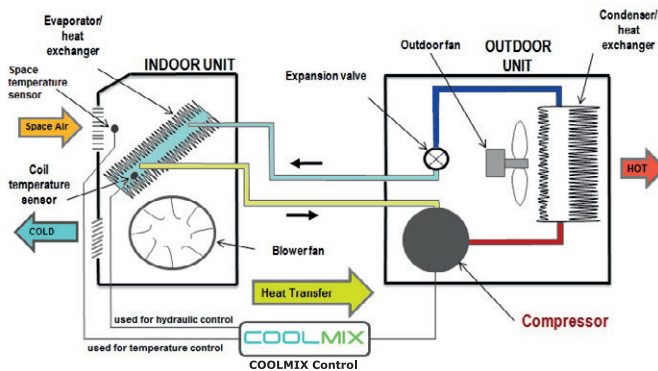 Evaporator/
heat exchanger
Condenser/heat
exchanger
INDOOR UNIT
OUTDOOR
UNIT
Outdoor fan
Space temperature
sensor
Expansion valve
Space Air
HOT
Coil
temperature
sensor
COLD
Blower fan
Heat Transfer
Compressor
used for hydraulic control
used for temperature control
COOLMIX
COOLMIX Control